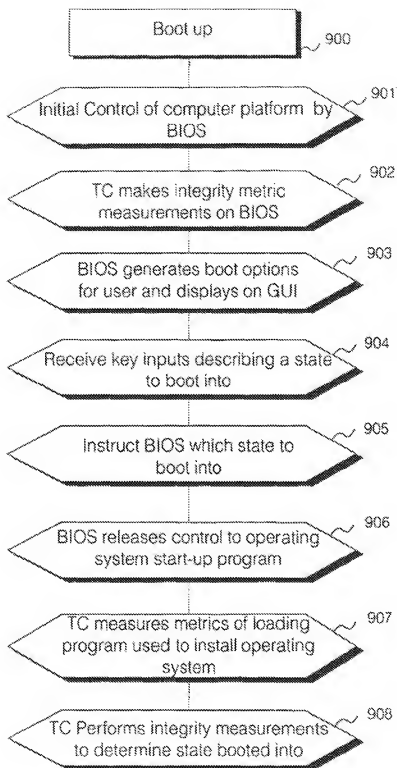 Boot up
900
901
Initial Control of computer platform by
BIOS
902
TC makes integrity metric
measurements on BIOS
903
BIOS generates boot options
for user and displays on GUI
904
Receive key inputs describing a state
to boot into
905
Instruct BIOS which state to
boot into
906
BIOS releases control to operating
system start-up program
907
TC measures metrics of loading
program used to install operating
system
908
TC Performs integrity measurements
to determine state booted into